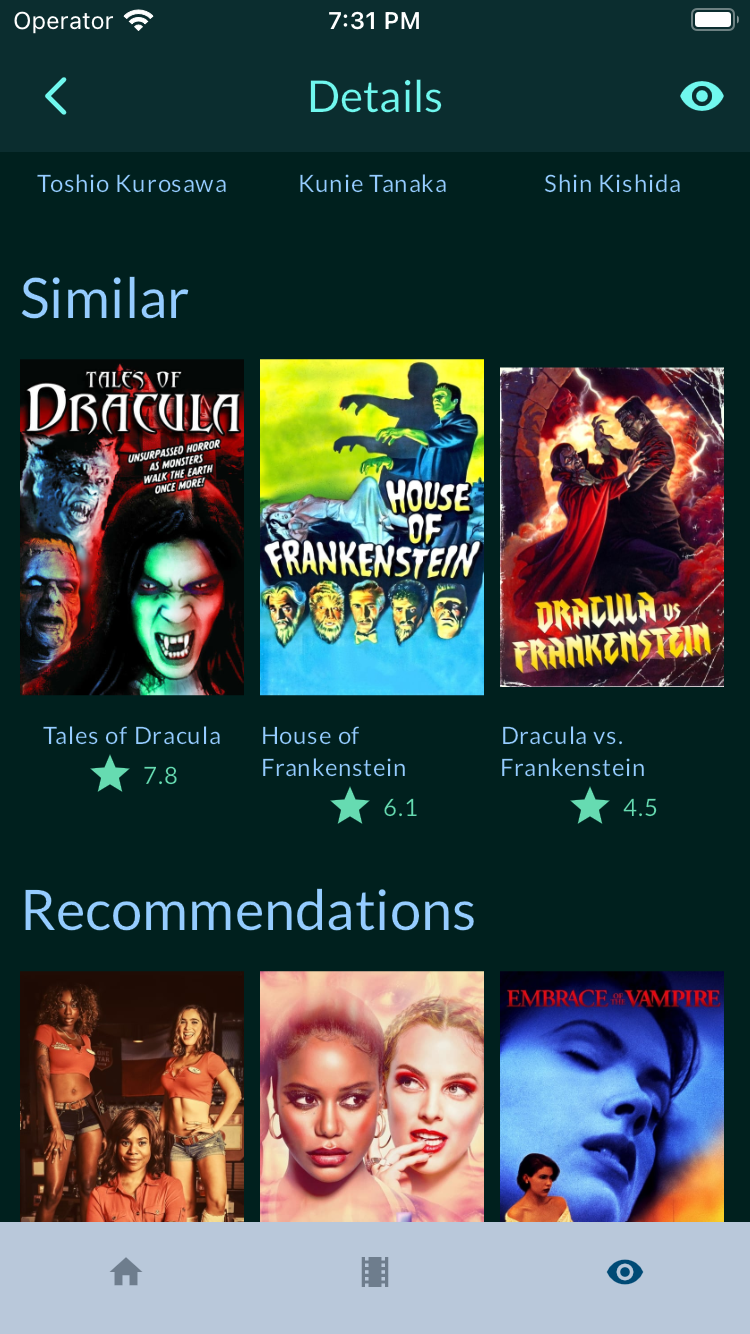 Operator
7:31 PM
Details
Toshio Kurosawa
Kunie Tanaka
Shin Kishida
Similar
TALES OF
DRACULA
UNSURPASSED HORROR
AS MONSTERS
WALK THE EARTH
ONCE MORE!
HOUSE
OF
FRANKENSTEIN
DRACULA VS
FRANKENSTEIN
Tales of Dracula
7.8
House of
Frankenstein
6.1
Dracula vs.
Frankenstein
4.5
Recommendations
EMBRACE OF THE VAMPIRE